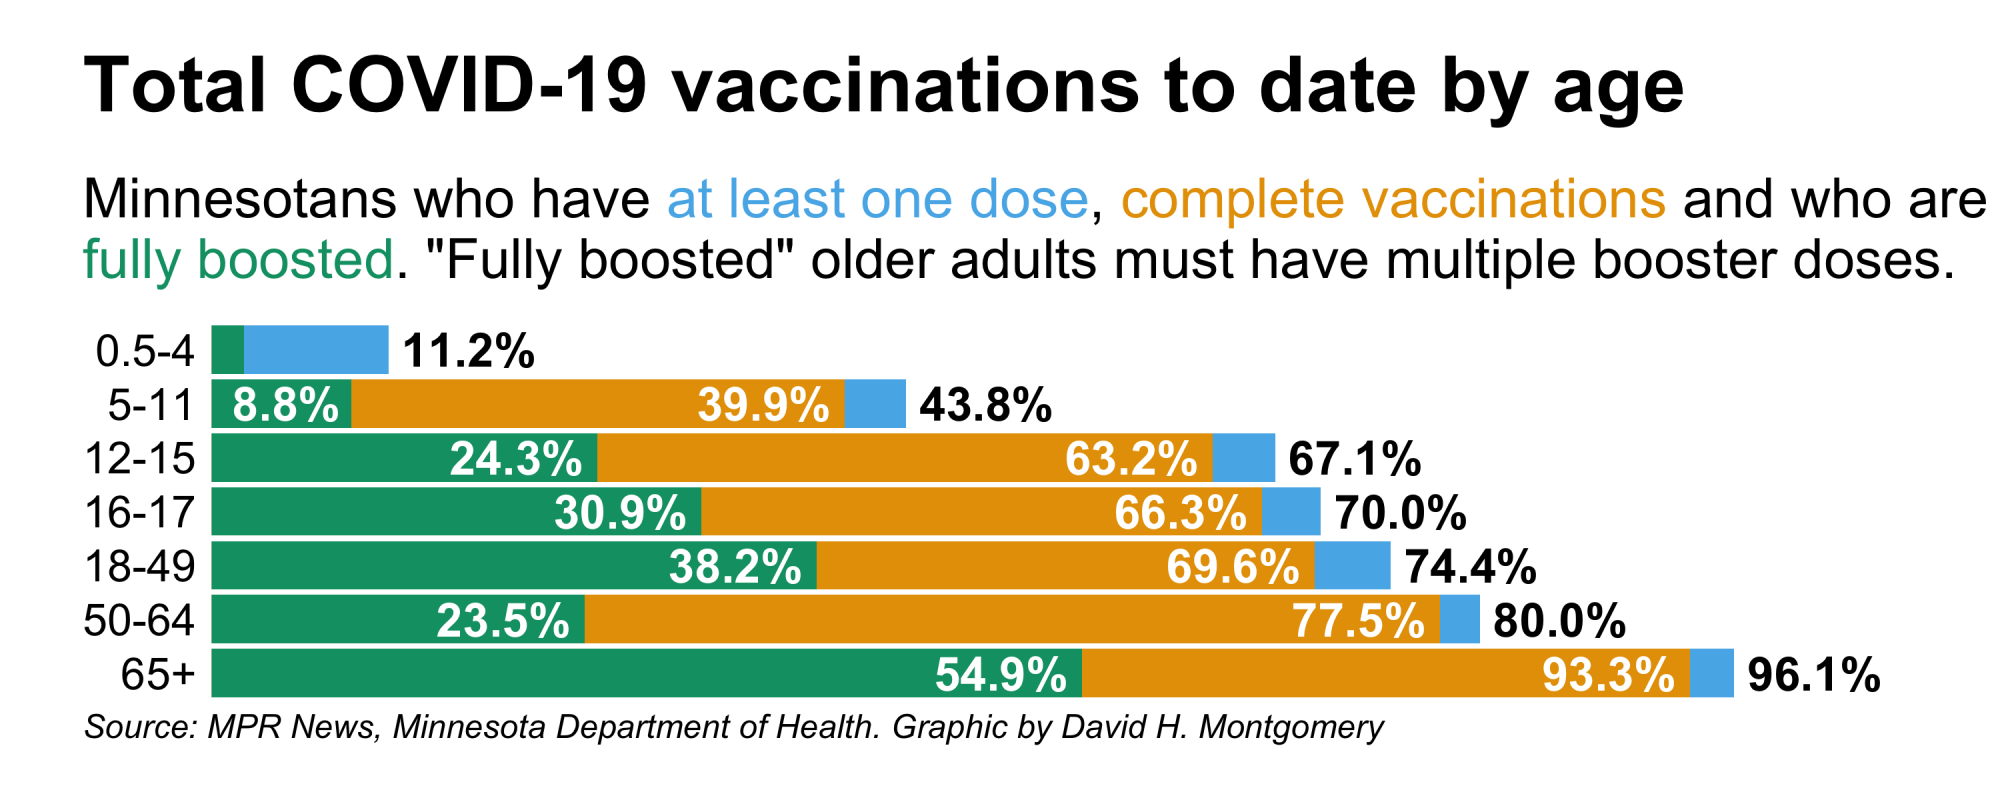 Total COVID-19 vaccinations to date by age
Minnesotans who have at least one dose, complete vaccinations and who are
fully boosted. "Fully boosted" older adults must have multiple booster doses.
0.5-4 11.2%
5-11 8.8% 39.9% 43.8%
12-15 24.3% 63.2% 67.1%
16-17 30.9% 66.3% 70.0%
18-49 38.2% 69.6% 74.4%
50-64 23.5% 77.5% 80.0%
65+ 54.9% 93.3% 96.1%
Source: MPR News, Minnesota Department of Health. Graphic by David H. Montgomery